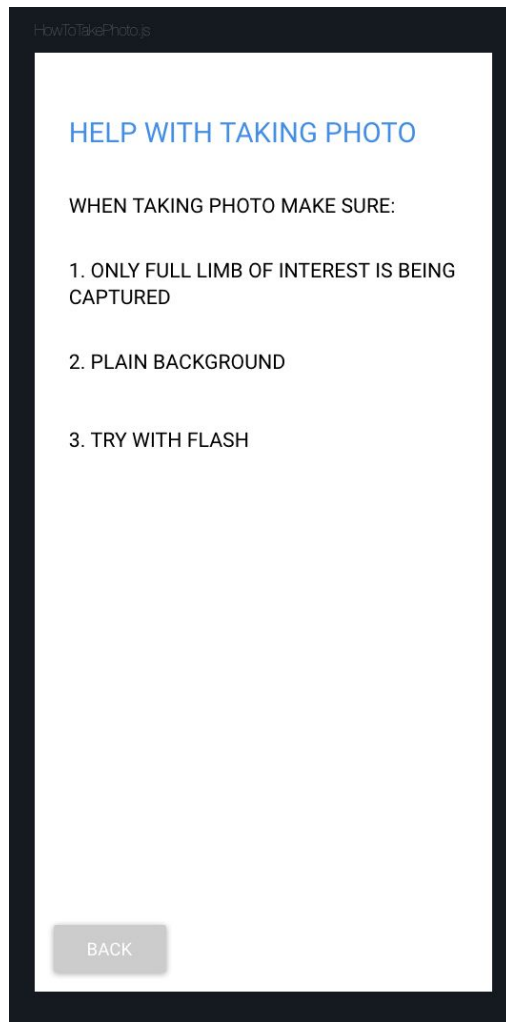 HowToTakePhoto.js
HELP WITH TAKING PHOTO
WHEN TAKING PHOTO MAKE SURE:
1. ONLY FULL LIMB OF INTEREST IS BEING
CAPTURED
2. PLAIN BACKGROUND
3. TRY WITH FLASH
BACK